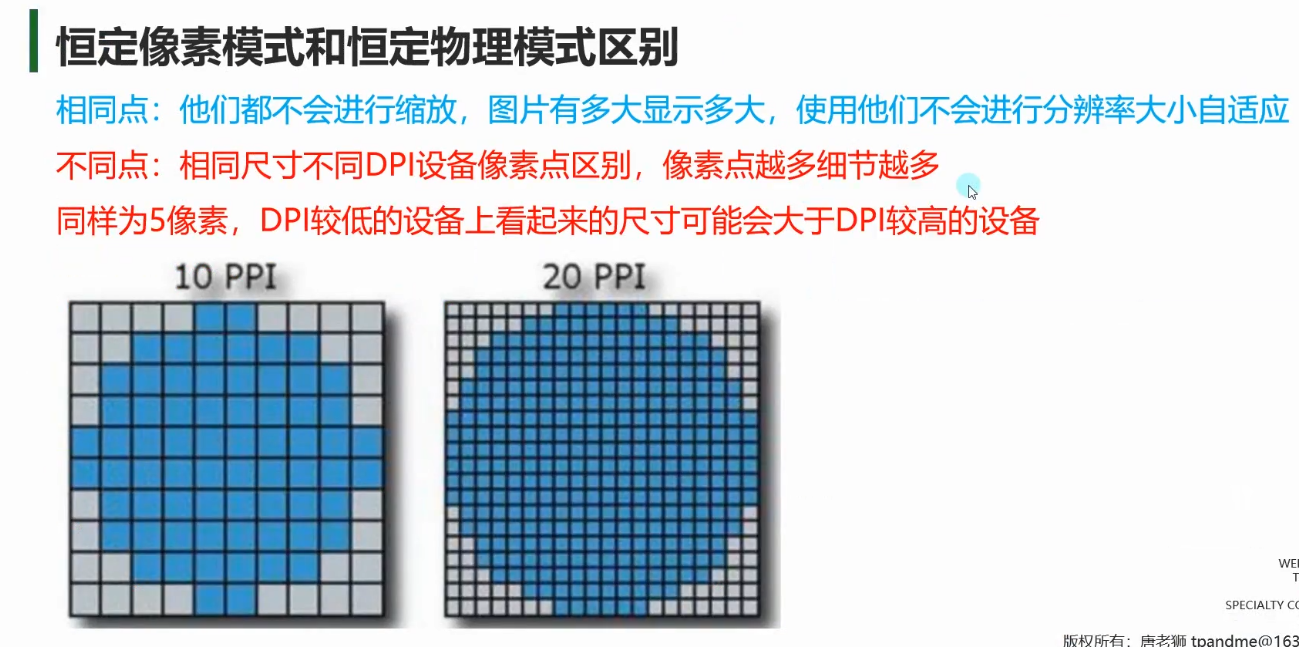 恒定像素模式和恒定物理模式区别
相同点：他们都不会进行缩放，图片有多大显示多大，使用他们不会进行分辨率大小自适应
不同点：相同尺寸不同DPI设备像素点区别，像素点越多细节越多
同样为5像素，DPI较低的设备上看起来的尺寸可能会大于DPI较高的设备
10 PPI
20 PPI
SPECIALTY
版权所有：唐老狮 tpandme@163